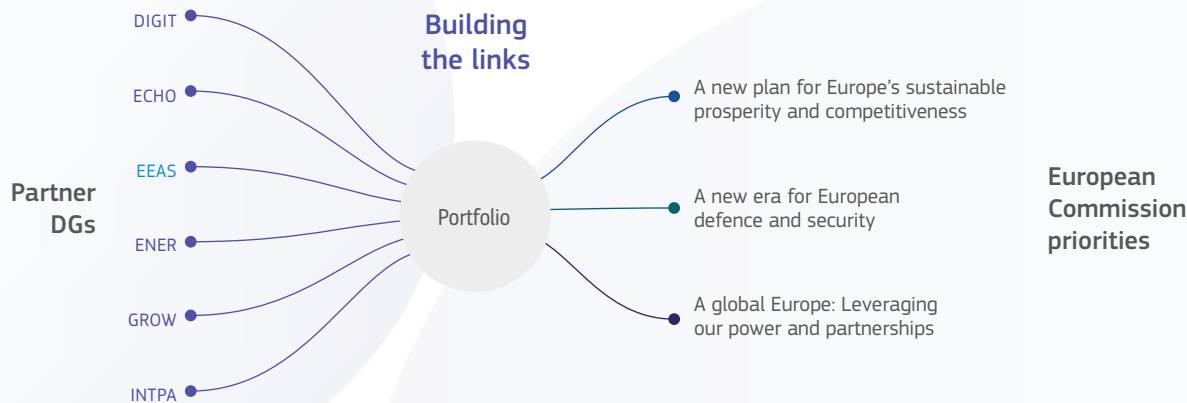 Building
the links
Partner
DGs
DIGIT
ECHO
EEAS
ENER
GROW
INTPA
Portfolio
A new plan for Europe’s sustainable
prosperity and competitiveness
A new era for European
defence and security
A global Europe: Leveraging
our power and partnerships
European
Commission
priorities